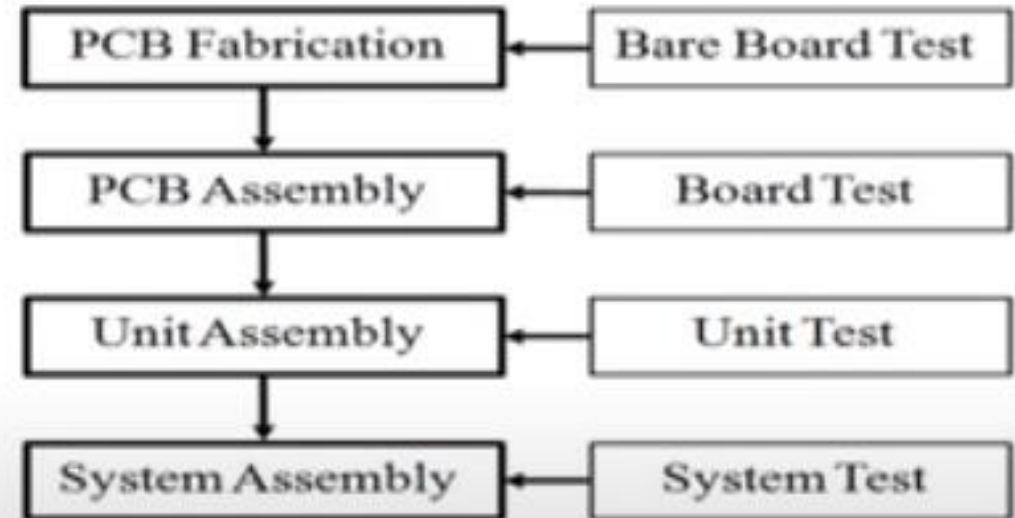 PCB Fabrication
Bare Board Test
PCB Assembly
Board Test
Unit Assembly
Unit Test
System Assembly
System Test